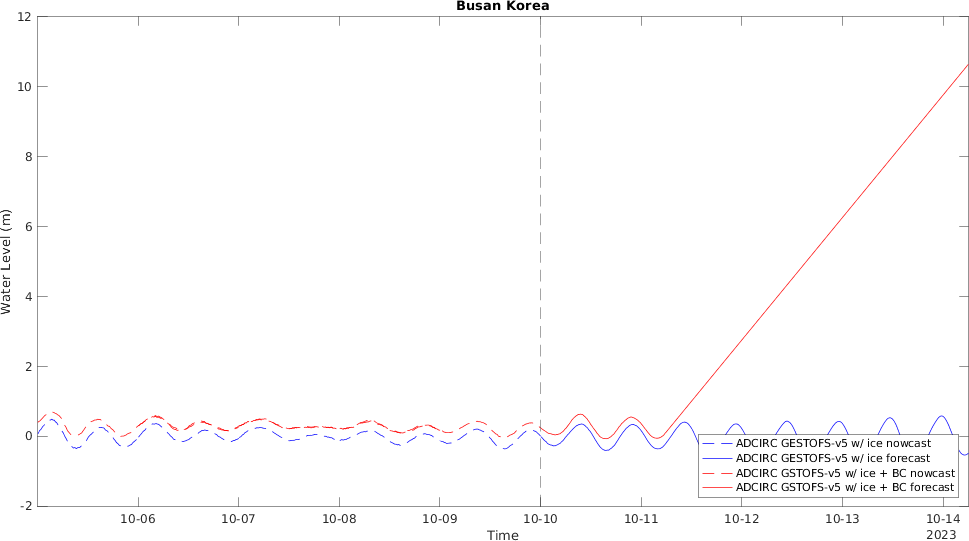 Busan Korea
12
10
8
6
4
2
0
-2
Water Level (m)
ADCIRC GESTOFS-v5 w/ ice nowcast
ADCIRC GESTOFS-v5 w/ ice forecast
ADCIRC GSTOFS-v5 w/ ice + BC nowcast
ADCIRC GSTOFS-v5 w/ ice + BC forecast
10-06 10-07 10-08 10-09 10-10 10-11 10-12 10-13 10-14
2023
Time